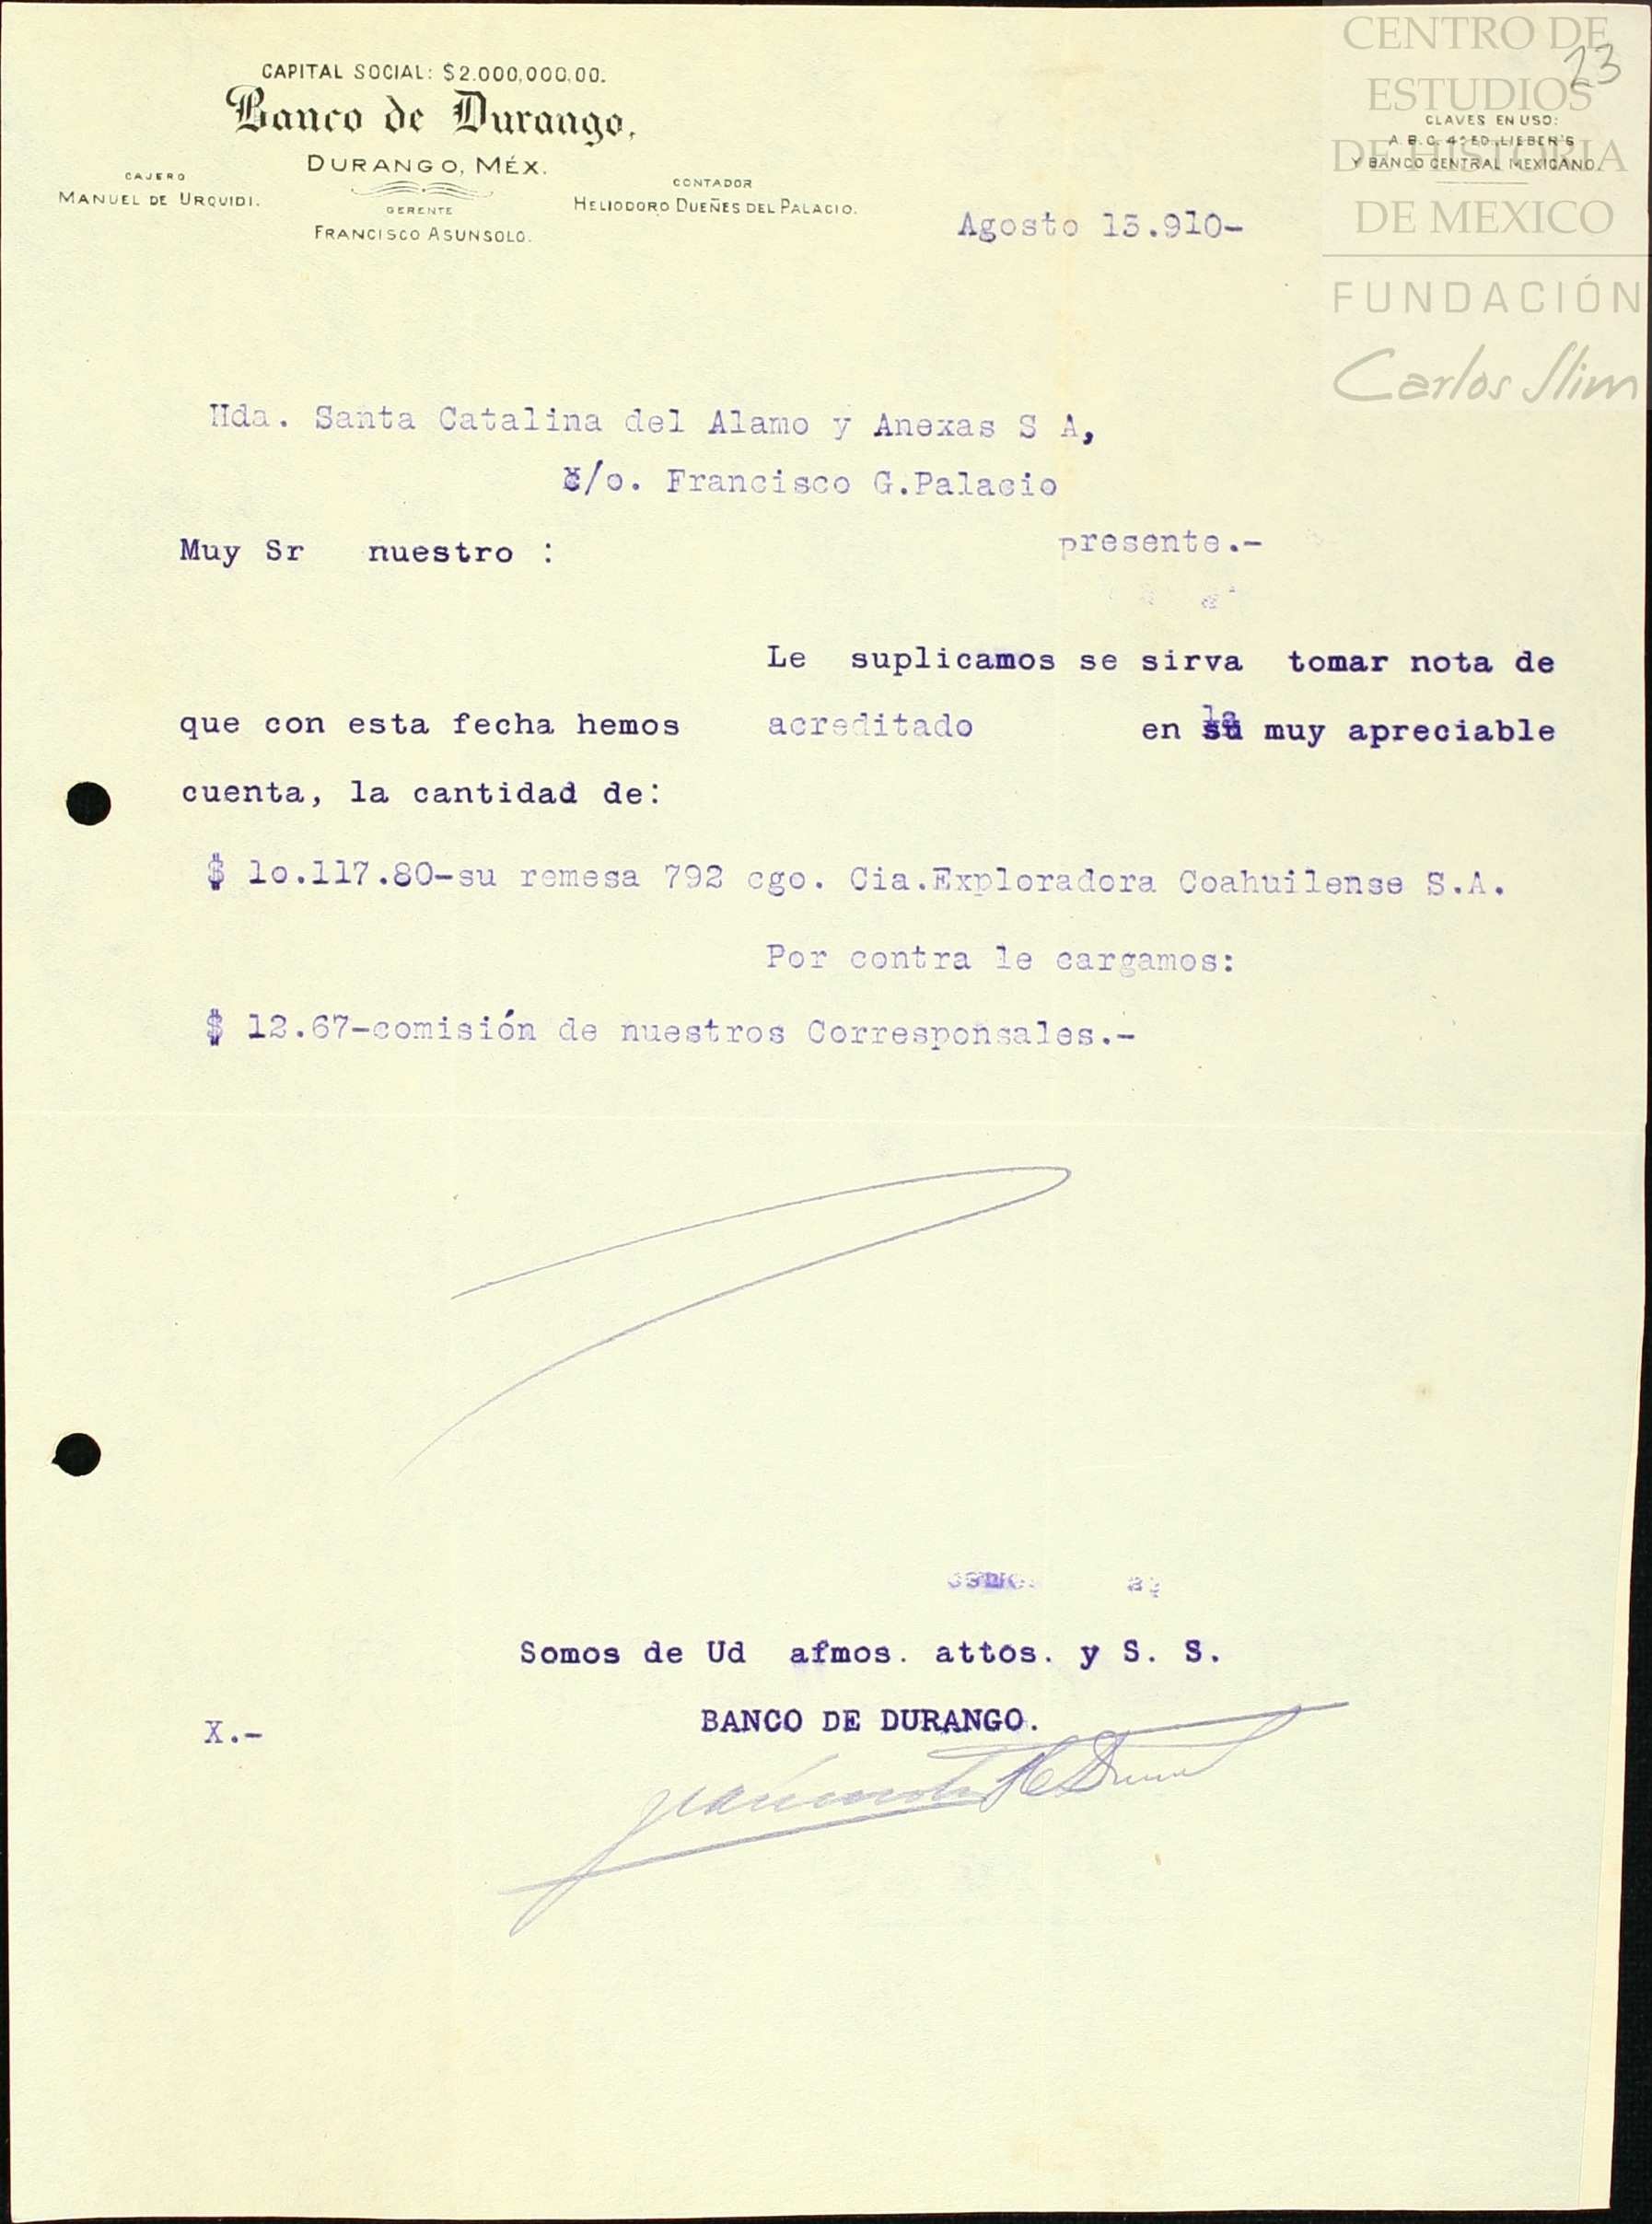 CENTRO DE
ESTUDIOS
DE HISTORIA
DE MEXICO
FUNDACIÓN
Carlos Slim
23
CAPITAL SOCIAL: $2.000,000.00.
Banco de Durango,
DURANGO, MÉX.
CAJERO
MANUEL DE URQUIDI.
GERENTE
FRANCISCO ASUNSOLO.
CONTADOR
HELIODORO DUEÑES DEL PALACIO.
CLAVES EN USO:
A.B.C. 4ª ED. LIEBER'S
Y BANCO CENTRAL MEXICANO.
Agosto 13.910-
Hda. Santa Catalina del Alamo y Anexas S A,
c/o. Francisco G.Palacio
presente.-
Muy Sr nuestro :
Le suplicamos se sirva tomar nota de
que con esta fecha hemos acreditado en la muy apreciable
cuenta, la cantidad de:
$ 1o.117.80-su remesa 792 cgo. Cia.Exploradora Coahuilense S.A.
Por contra le cargamos:
$ 12.67-comisión de nuestros Corresponsales.-
Somos de Ud afmos. attos. y S. S.
BANCO DE DURANGO.
X.-